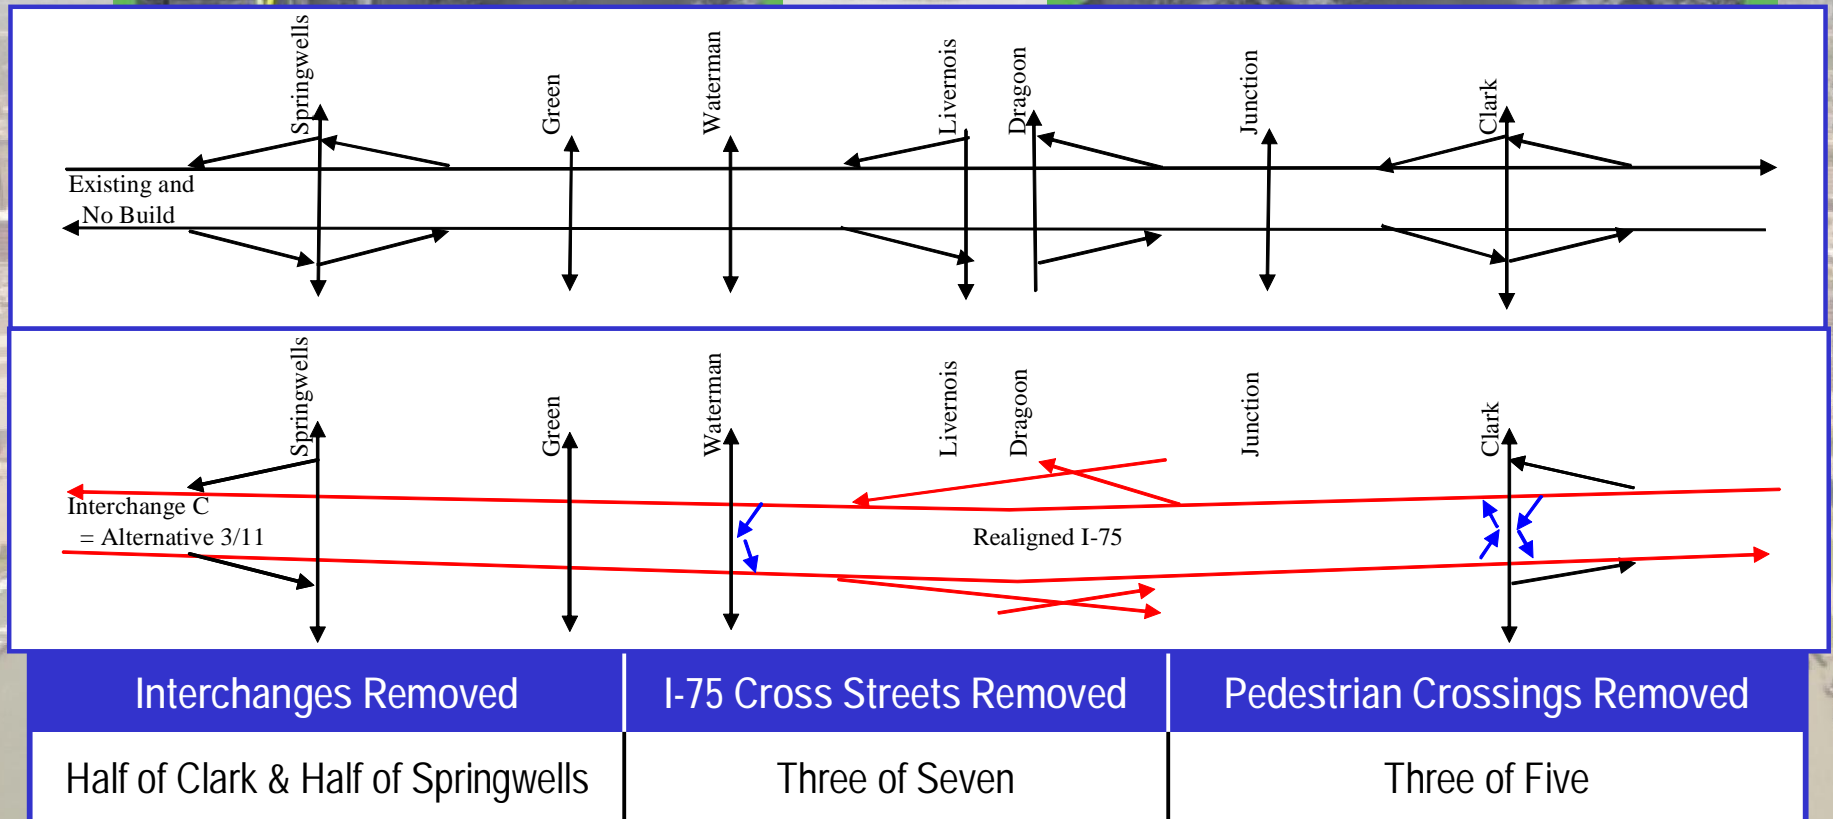 Springwells
Green
Waterman
Livernois
Dragoon
Junction
Clark
Existing and
No Build
Springwells
Green
Waterman
Livernois
Dragoon
Junction
Clark
Interchange C
= Alternative 3/11
Realigned I-75
Interchanges Removed
I-75 Cross Streets Removed
Pedestrian Crossings Removed
Half of Clark & Half of Springwells
Three of Seven
Three of Five